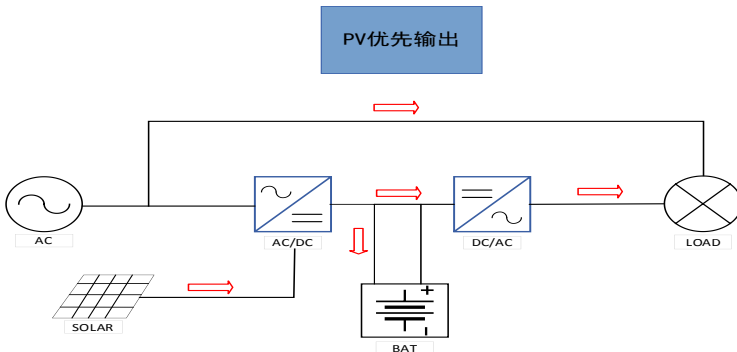 PV优先输出
AC
AC/DC
DC/AC
LOAD
SOLAR
+
-
BAT